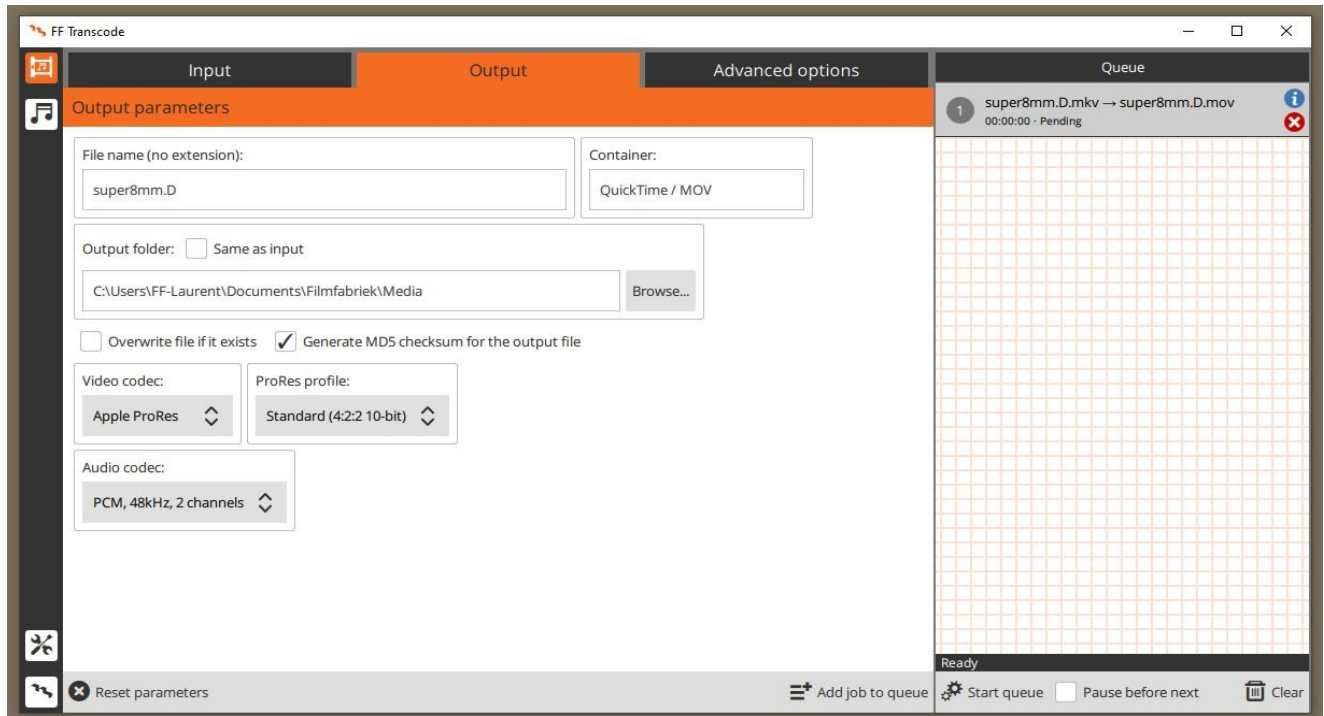 FF Transcode
Input
Output
Advanced options
Queue
Output parameters
1
super8mm.D.mkv → super8mm.D.mov
00:00:00 · Pending
File name (no extension):
super8mm.D
Container:
QuickTime / MOV
Output folder:
Same as input
C:\Users\FF-Laurent\Documents\Filmfabriek\Media
Browse...
Overwrite file if it exists
Generate MD5 checksum for the output file
Video codec:
Apple ProRes
ProRes profile:
Standard (4:2:2 10-bit)
Audio codec:
PCM, 48kHz, 2 channels
Ready
Reset parameters
Add job to queue
Start queue
Pause before next
Clear